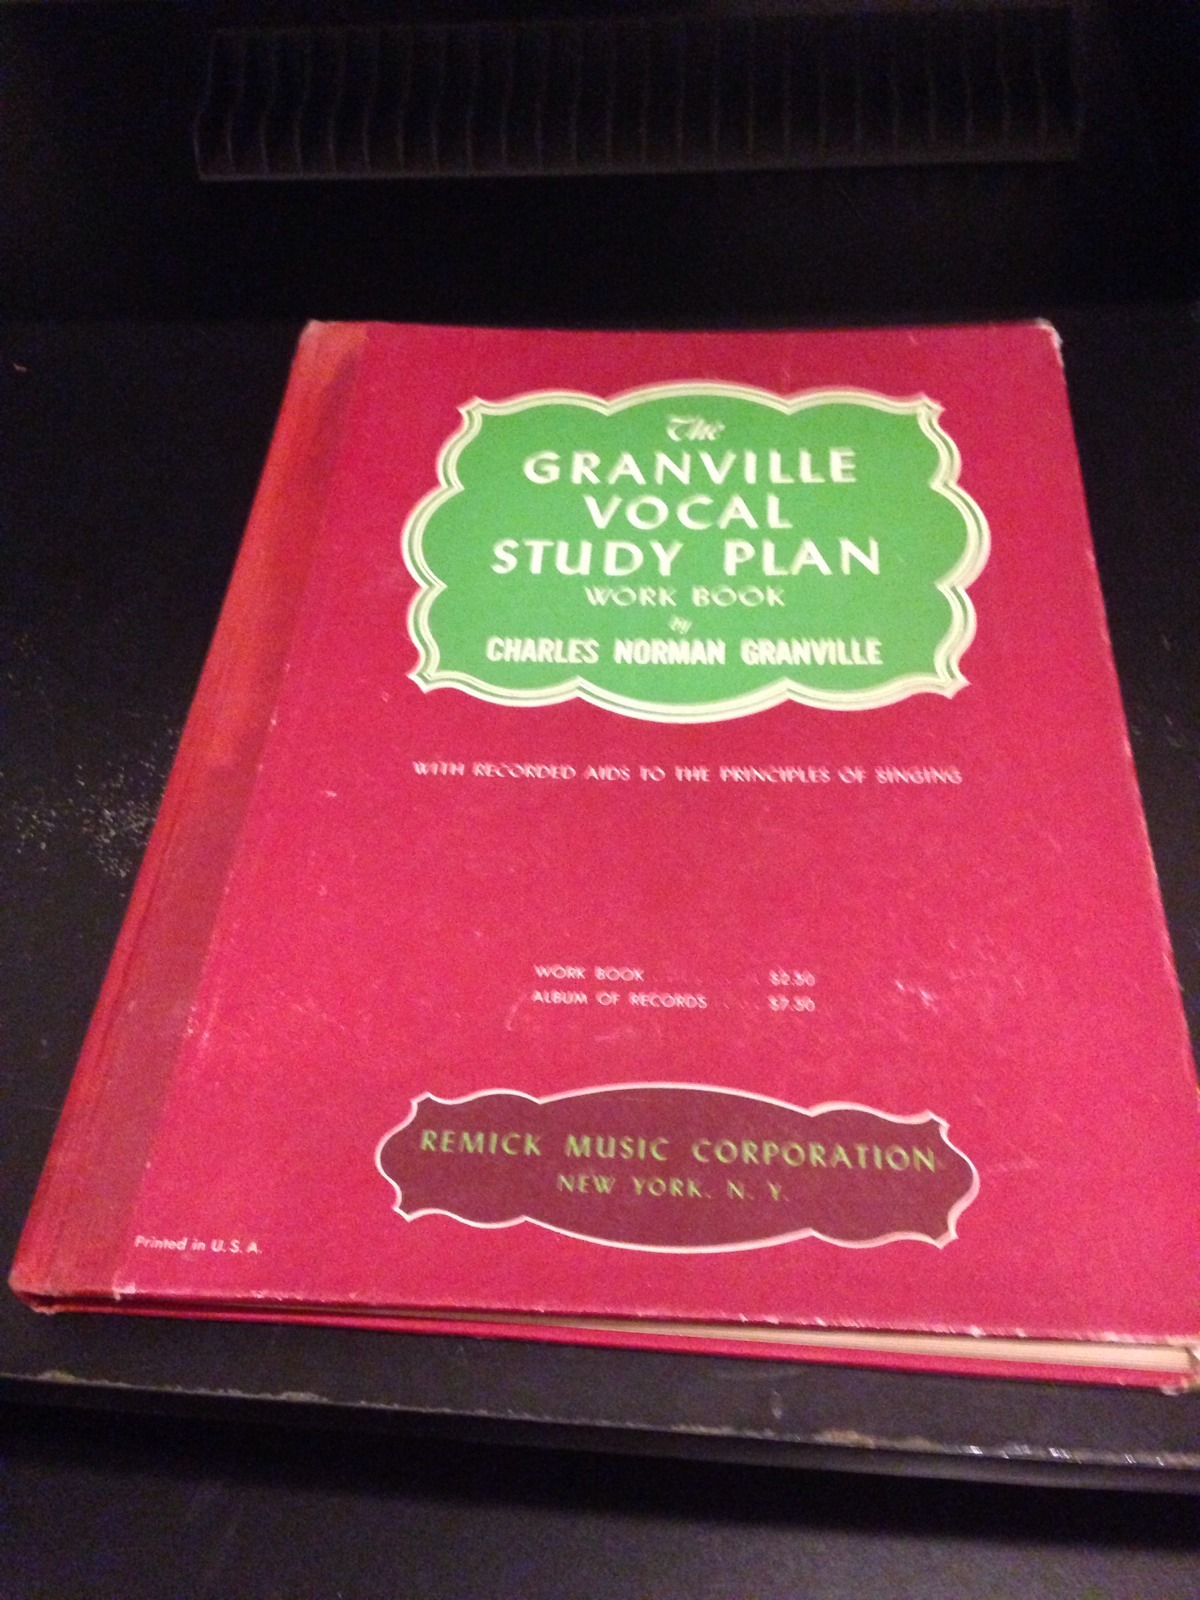 The
GRANVILLE
VOCAL
STUDY PLAN
WORK BOOK
by
CHARLES NORMAN GRANVILLE
WITH RECORDED AIDS TO THE PRINCIPLES OF SINGING
WORK BOOK . . . . . . $2.50
ALBUM OF RECORDS . . . $7.50
REMICK MUSIC CORPORATION
NEW YORK, N. Y.
Printed in U. S. A.